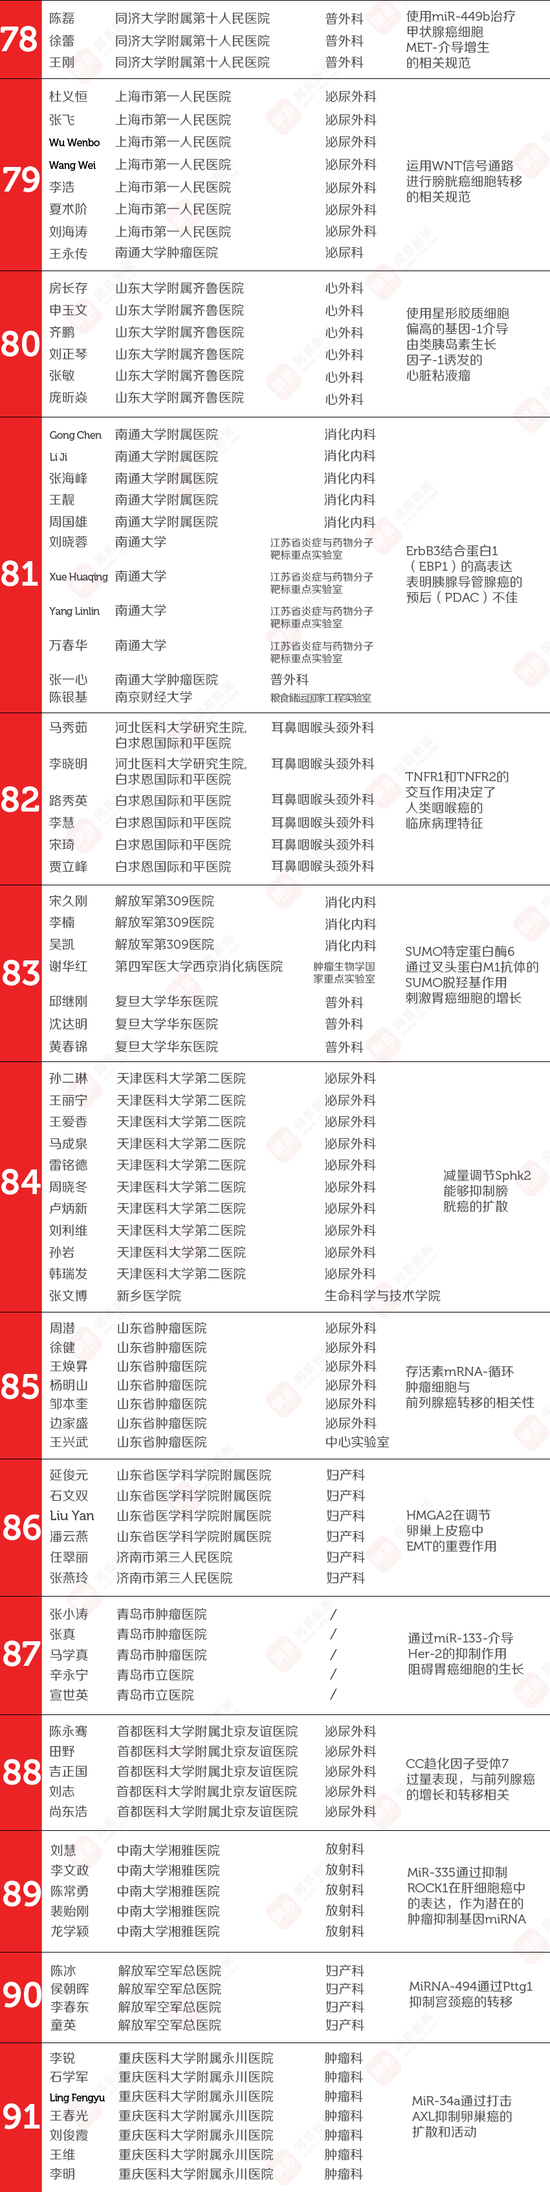 78
陈磊 同济大学附属第十人民医院 普外科
徐蕾 同济大学附属第十人民医院 普外科
王刚 同济大学附属第十人民医院 普外科
使用miR-449b治疗
甲状腺癌细胞
MET-介导增生
的相关规范
79
杜义恒 上海市第一人民医院 泌尿外科
张飞 上海市第一人民医院 泌尿外科
Wu Wenbo 上海市第一人民医院 泌尿外科
Wang Wei 上海市第一人民医院 泌尿外科
李浩 上海市第一人民医院 泌尿外科
夏术阶 上海市第一人民医院 泌尿外科
刘海涛 上海市第一人民医院 泌尿外科
王永传 南通大学肿瘤医院 泌尿科
运用WNT信号通路
进行膀胱癌细胞转移
的相关规范
80
房长存 山东大学附属齐鲁医院 心外科
申玉文 山东大学附属齐鲁医院 心外科
齐鹏 山东大学附属齐鲁医院 心外科
刘正琴 山东大学附属齐鲁医院 心外科
张敏 山东大学附属齐鲁医院 心外科
庞昕焱 山东大学附属齐鲁医院 心外科
使用星形胶质细胞
偏高的基因-1介导
由类胰岛素生长
因子-1诱发的
心脏粘液瘤
81
Gong Chen 南通大学附属医院 消化内科
Li Ji 南通大学附属医院 消化内科
张海峰 南通大学附属医院 消化内科
王靓 南通大学附属医院 消化内科
周国雄 南通大学附属医院 消化内科
刘晓蓉 南通大学 江苏省炎症与药物分子
靶标重点实验室
Xue Huaqing 南通大学 江苏省炎症与药物分子
靶标重点实验室
Yang Linlin 南通大学 江苏省炎症与药物分子
靶标重点实验室
万春华 南通大学 江苏省炎症与药物分子
靶标重点实验室
张一心 南通大学肿瘤医院 普外科
陈银基 南京财经大学 粮食储运国家工程实验室
ErbB3结合蛋白1
（EBP1）的高表达
表明胰腺导管腺癌的
预后（PDAC）不佳
82
马秀茹 河北医科大学研究生院, 耳鼻咽喉头颈外科
白求恩国际和平医院
李晓明 河北医科大学研究生院, 耳鼻咽喉头颈外科
白求恩国际和平医院
路秀英 白求恩国际和平医院 耳鼻咽喉头颈外科
李慧 白求恩国际和平医院 耳鼻咽喉头颈外科
宋琦 白求恩国际和平医院 耳鼻咽喉头颈外科
贾立峰 白求恩国际和平医院 耳鼻咽喉头颈外科
TNFR1和TNFR2的
交互作用决定了
人类咽喉癌的
临床病理特征
83
宋久刚 解放军第309医院 消化内科
李楠 解放军第309医院 消化内科
吴凯 解放军第309医院 消化内科
谢华红 第四军医大学西京消化病医院 肿瘤生物学国
家重点实验室
邱继刚 复旦大学华东医院 普外科
沈达明 复旦大学华东医院 普外科
黄春锦 复旦大学华东医院 普外科
SUMO特定蛋白酶6
通过叉头蛋白M1抗体的
SUMO脱羟基作用
刺激胃癌细胞的增长
84
孙二琳 天津医科大学第二医院 泌尿外科
王丽宁 天津医科大学第二医院 泌尿外科
王爱香 天津医科大学第二医院 泌尿外科
马成泉 天津医科大学第二医院 泌尿外科
雷铭德 天津医科大学第二医院 泌尿外科
周晓冬 天津医科大学第二医院 泌尿外科
卢炳新 天津医科大学第二医院 泌尿外科
刘利维 天津医科大学第二医院 泌尿外科
孙岩 天津医科大学第二医院 泌尿外科
韩瑞发 天津医科大学第二医院 泌尿外科
张文博 新乡医学院 生命科学与技术学院
减量调节Sphk2
能够抑制膀
胱癌的扩散
85
周潜 山东省肿瘤医院 泌尿外科
徐健 山东省肿瘤医院 泌尿外科
王焕昇 山东省肿瘤医院 泌尿外科
杨明山 山东省肿瘤医院 泌尿外科
邹本奎 山东省肿瘤医院 泌尿外科
边家盛 山东省肿瘤医院 泌尿外科
王兴武 山东省肿瘤医院 中心实验室
存活素mRNA-循环
肿瘤细胞与
前列腺癌转移的相关性
86
延俊元 山东省医学科学院附属医院 妇产科
石文双 山东省医学科学院附属医院 妇产科
Liu Yan 山东省医学科学院附属医院 妇产科
潘云燕 山东省医学科学院附属医院 妇产科
任翠丽 济南市第三人民医院 妇产科
张燕玲 济南市第三人民医院 妇产科
HMGA2在调节
卵巢上皮癌中
EMT的重要作用
87
张小涛 青岛市肿瘤医院 /
张真 青岛市肿瘤医院 /
马学真 青岛市肿瘤医院 /
辛永宁 青岛市立医院 /
宣世英 青岛市立医院 /
通过miR-133-介导
Her-2的抑制作用
阻碍胃癌细胞的生长
88
陈永骞 首都医科大学附属北京友谊医院 泌尿外科
田野 首都医科大学附属北京友谊医院 泌尿外科
吉正国 首都医科大学附属北京友谊医院 泌尿外科
刘志 首都医科大学附属北京友谊医院 泌尿外科
尚东浩 首都医科大学附属北京友谊医院 泌尿外科
CC趋化因子受体7
过量表现，与前列腺癌
的增长和转移相关
89
刘慧 中南大学湘雅医院 放射科
李文政 中南大学湘雅医院 放射科
陈常勇 中南大学湘雅医院 放射科
裴贻刚 中南大学湘雅医院 放射科
龙学颖 中南大学湘雅医院 放射科
MiR-335通过抑制
ROCK1在肝细胞癌中
的表达，作为潜在的
肿瘤抑制基因miRNA
90
陈冰 解放军空军总医院 妇产科
侯朝晖 解放军空军总医院 妇产科
李春东 解放军空军总医院 妇产科
童英 解放军空军总医院 妇产科
MiRNA-494通过Pttg1
抑制宫颈癌的转移
91
李锐 重庆医科大学附属永川医院 肿瘤科
石学军 重庆医科大学附属永川医院 肿瘤科
Ling Fengyu 重庆医科大学附属永川医院 肿瘤科
王春光 重庆医科大学附属永川医院 肿瘤科
刘俊霞 重庆医科大学附属永川医院 肿瘤科
王维 重庆医科大学附属永川医院 肿瘤科
李明 重庆医科大学附属永川医院 肿瘤科
MiR-34a通过打击
AXL抑制卵巢癌的
扩散和活动